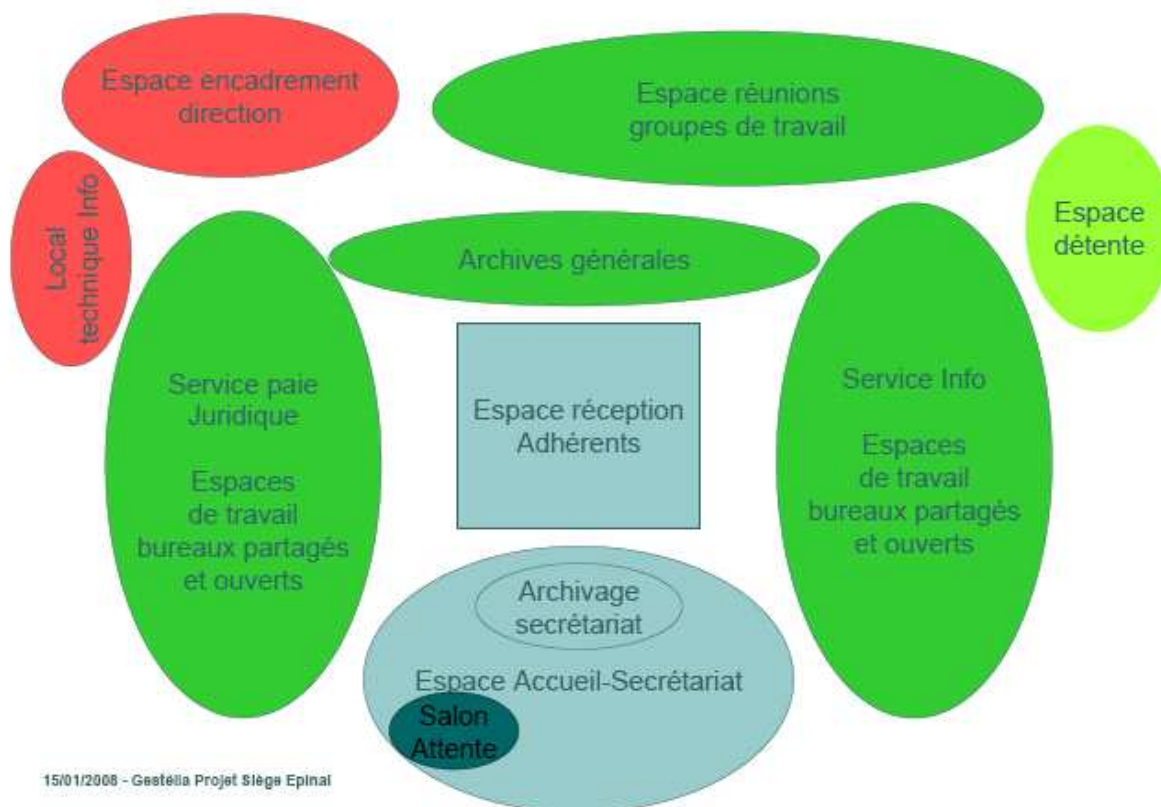 Espace encadrement
direction
Espace réunions
groupes de travail
Local
technique Info
Espace
détente
Archives générales
Service paie
Juridique
Espaces
de travail
bureaux partagés
et ouverts
Espace réception
Adhérents
Service Info
Espaces
de travail
bureaux partagés
et ouverts
Archivage
secrétariat
Espace Accueil-Secrétariat
Salon
Attente
15/01/2008 - Gestélia Projet Siège Epinal